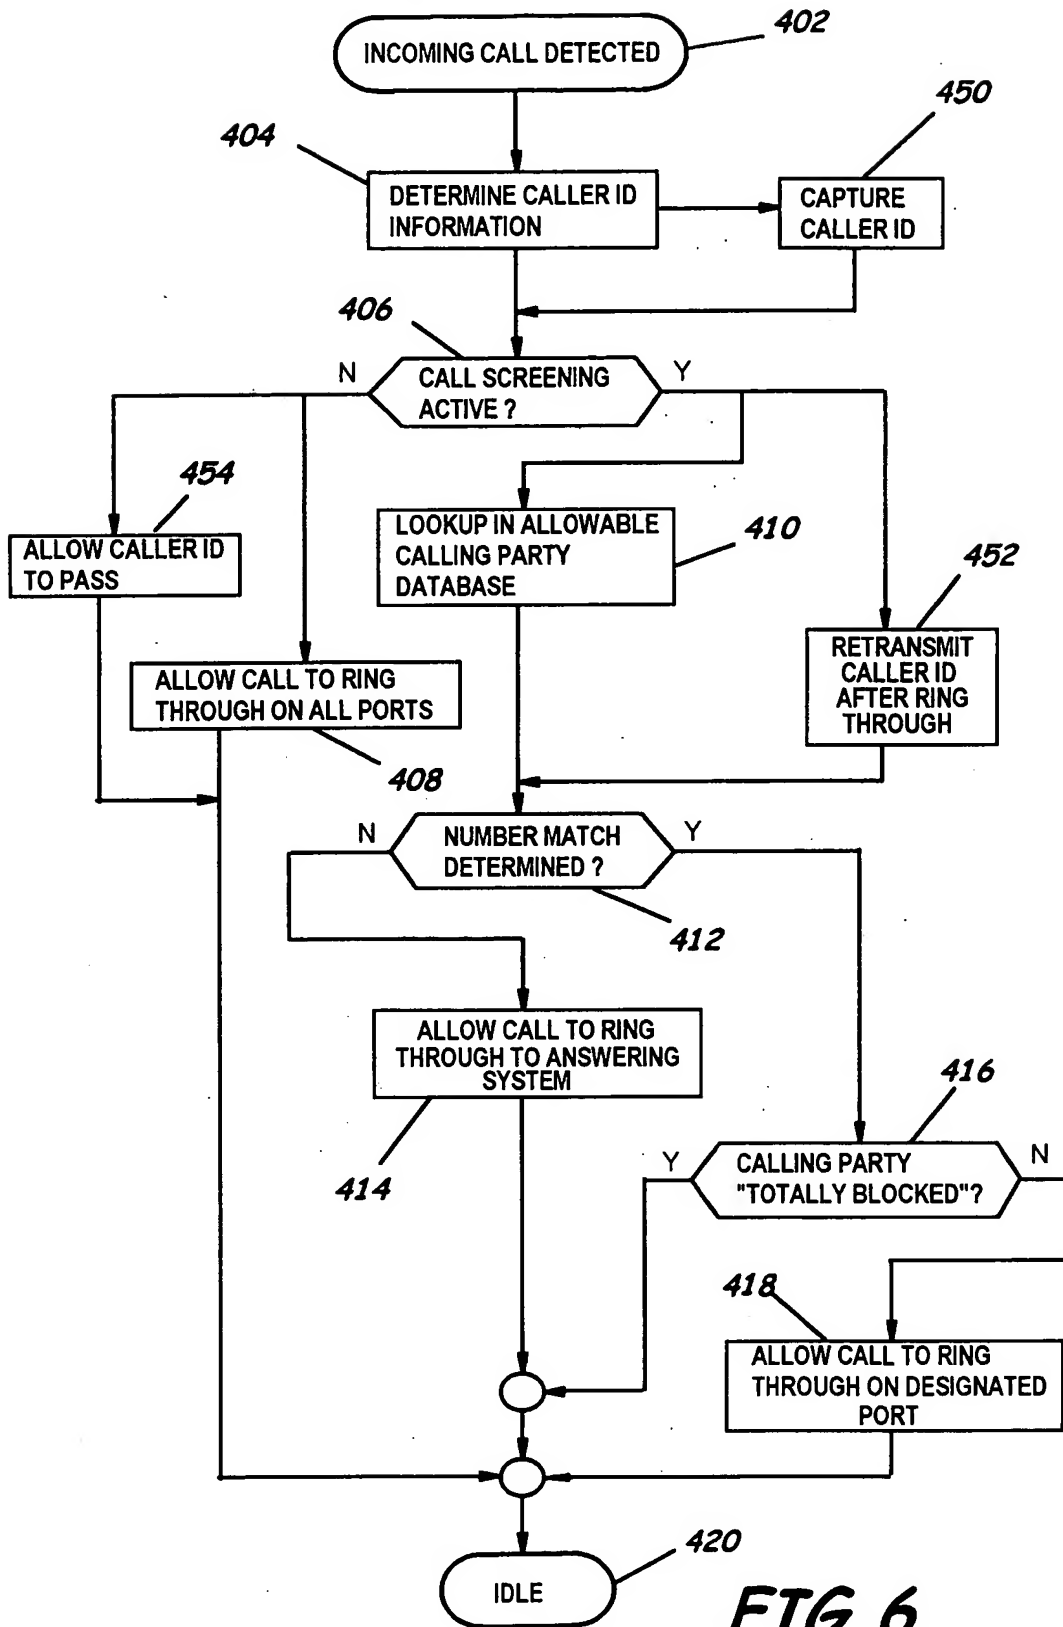 INCOMING CALL DETECTED
402
450
404
DETERMINE CALLER ID
INFORMATION
CAPTURE
CALLER ID
406
N
CALL SCREENING
ACTIVE ?
Y
454
ALLOW CALLER ID
TO PASS
LOOKUP IN ALLOWABLE
CALLING PARTY
DATABASE
410
452
RETRANSMIT
CALLER ID
AFTER RING
THROUGH
ALLOW CALL TO RING
THROUGH ON ALL PORTS
408
N
NUMBER MATCH
DETERMINED ?
Y
412
ALLOW CALL TO RING
THROUGH TO ANSWERING
SYSTEM
414
416
Y
CALLING PARTY
"TOTALLY BLOCKED"?
N
418
ALLOW CALL TO RING
THROUGH ON DESIGNATED
PORT
420
IDLE
FIG 6